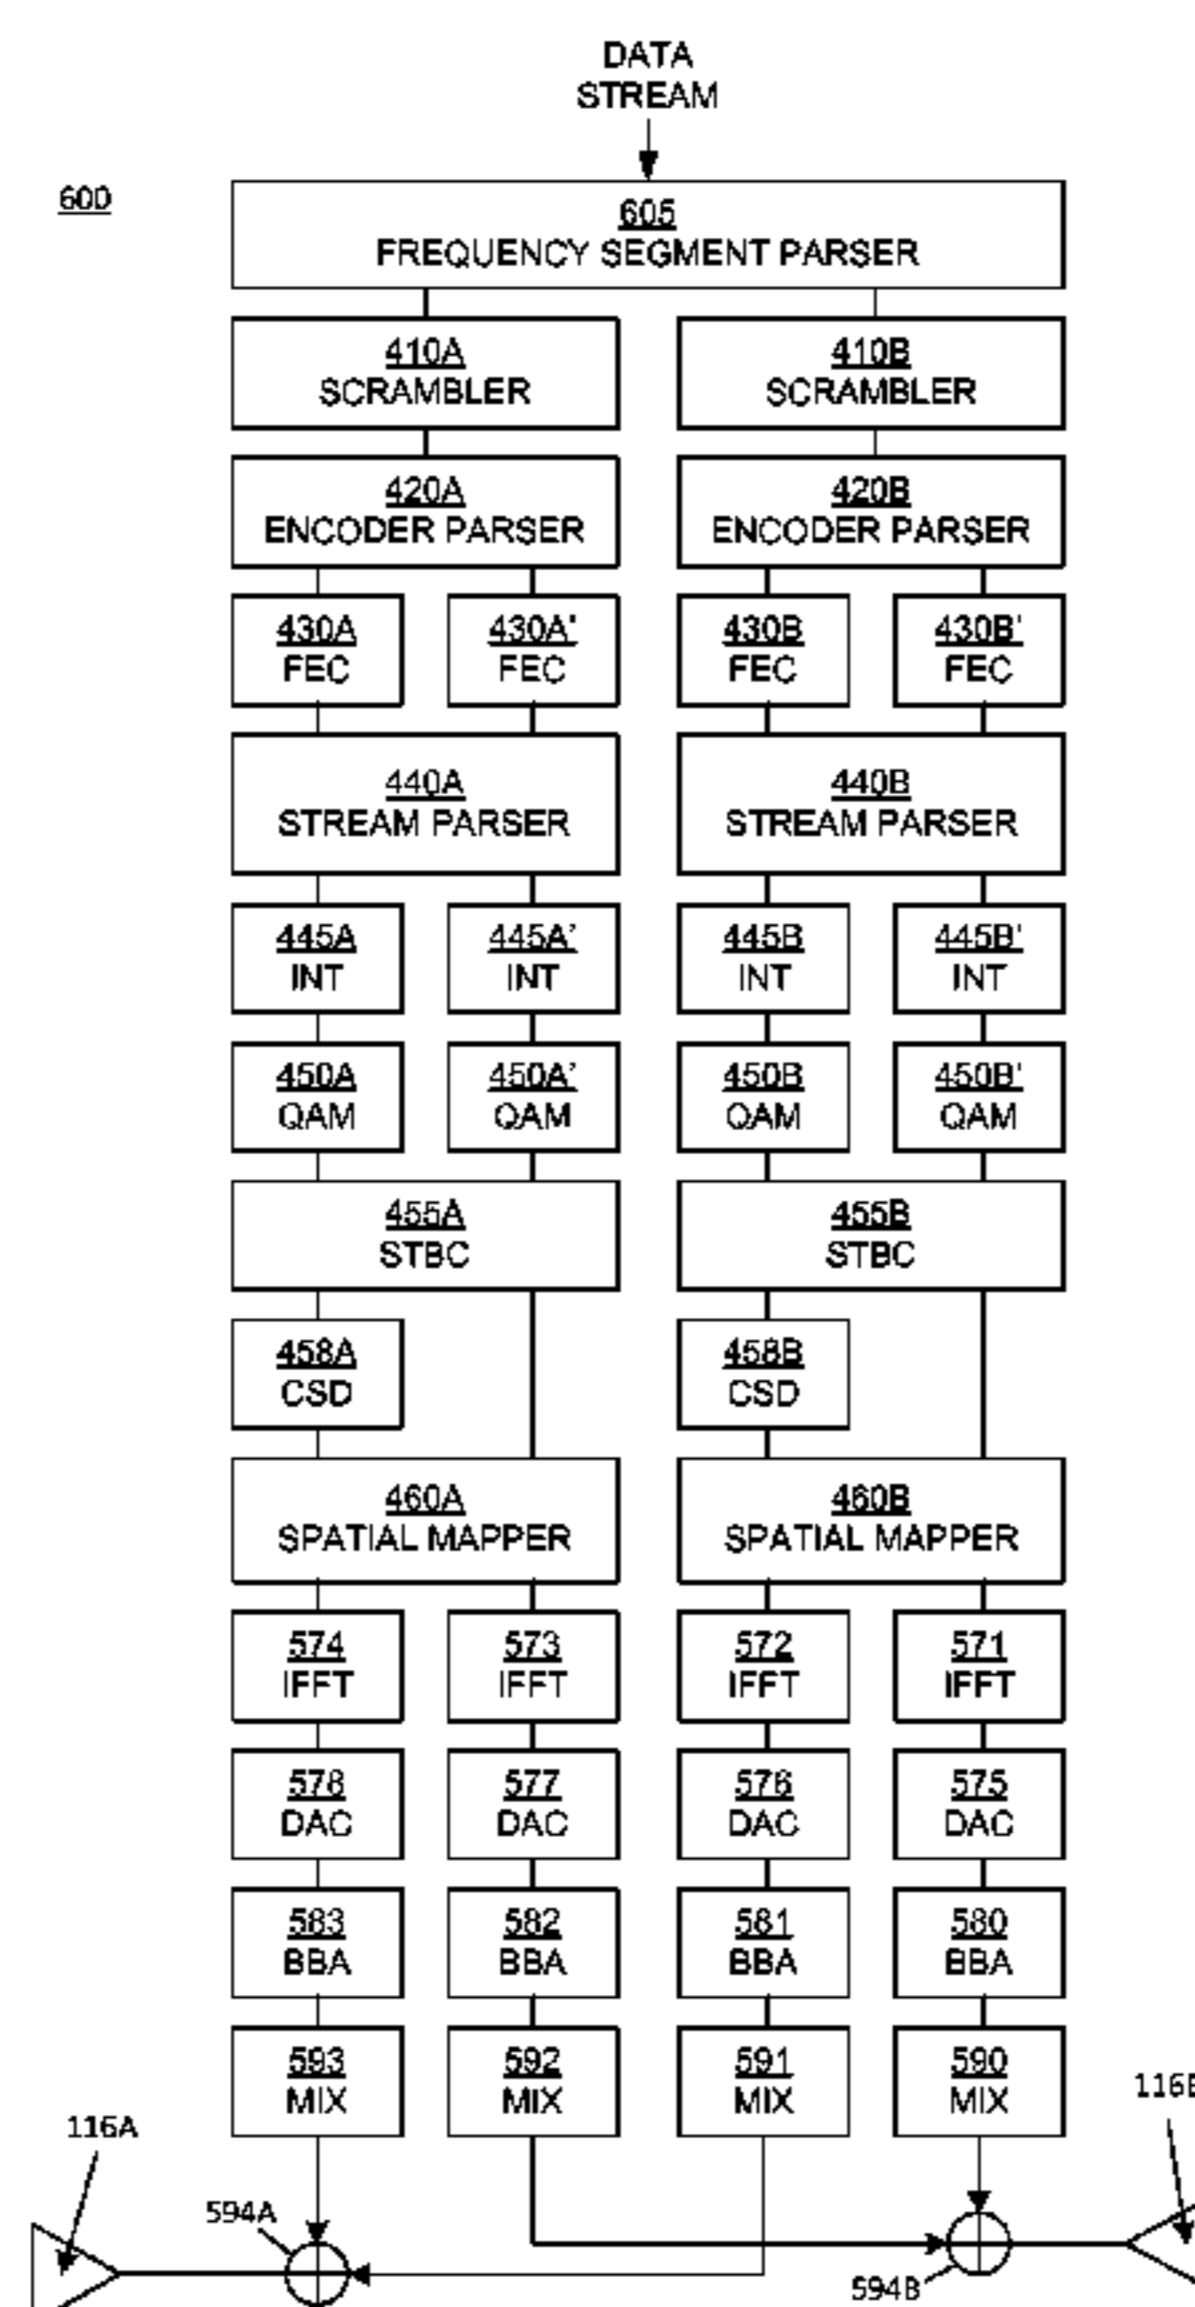 DATA
STREAM
600
605
FREQUENCY SEGMENT PARSER
410A
SCRAMBLER
410B
SCRAMBLER
420A
ENCODER PARSER
420B
ENCODER PARSER
430A
FEC
430A'
FEC
430B
FEC
430B'
FEC
440A
STREAM PARSER
440B
STREAM PARSER
445A
INT
445A'
INT
445B
INT
445B'
INT
450A
QAM
450A'
QAM
450B
QAM
450B'
QAM
455A
STBC
455B
STBC
458A
CSD
458B
CSD
460A
SPATIAL MAPPER
460B
SPATIAL MAPPER
574
IFFT
573
IFFT
572
IFFT
571
IFFT
578
DAC
577
DAC
576
DAC
575
DAC
583
BBA
582
BBA
581
BBA
580
BBA
593
MIX
592
MIX
591
MIX
590
MIX
116A
116B
594A
594B